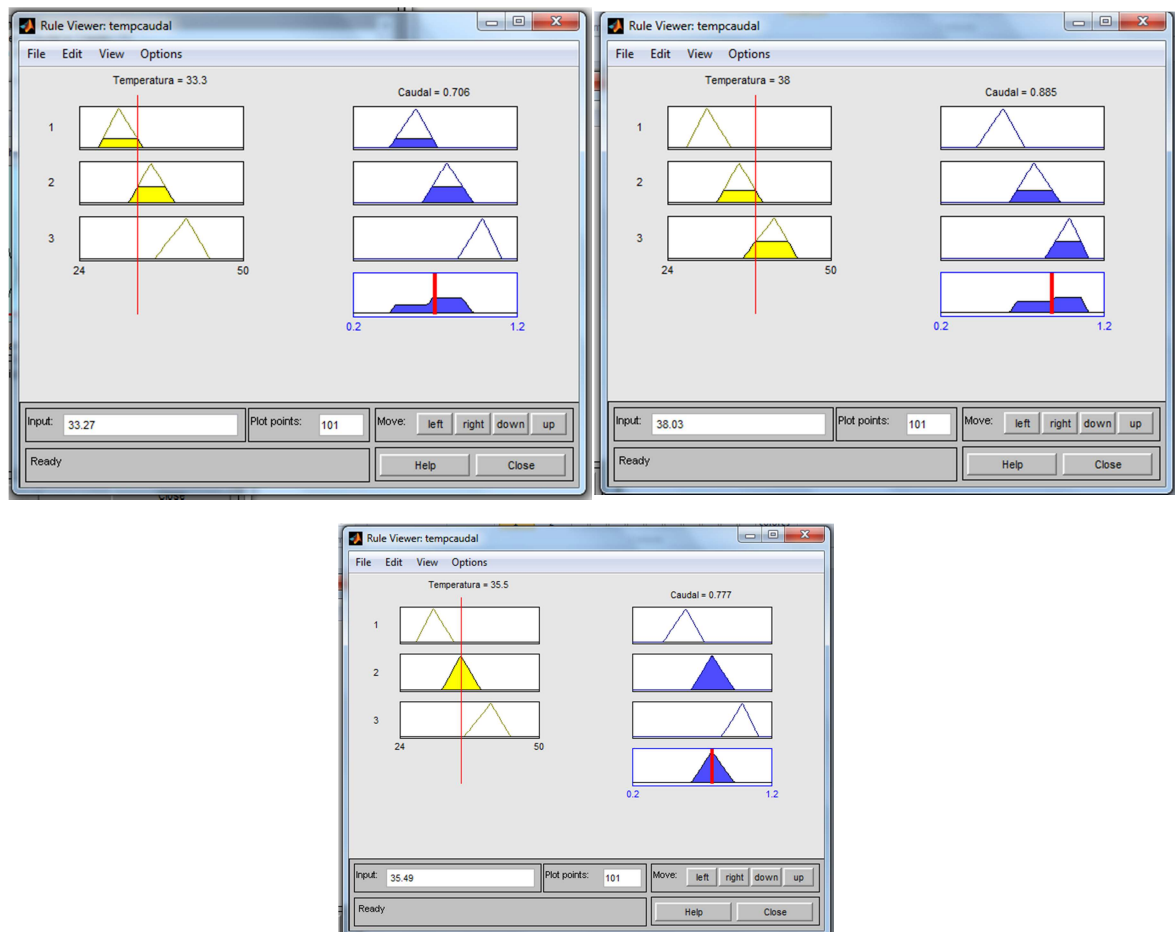 Rule Viewer: tempcaudal
File Edit View Options
Temperatura = 33.3
Caudal = 0.706
1
2
3
24 50
0.2 1.2
Input: 33.27 Plot points: 101 Move: left right down up
Ready Help Close
Close
Rule Viewer: tempcaudal
File Edit View Options
Temperatura = 38
Caudal = 0.885
1
2
3
24 50
0.2 1.2
Input: 38.03 Plot points: 101 Move: left right down up
Ready Help Close
Rule Viewer: tempcaudal
File Edit View Options
Temperatura = 35.5
Caudal = 0.777
1
2
3
24 50
0.2 1.2
Input: 35.49 Plot points: 101 Move: left right down up
Ready Help Close